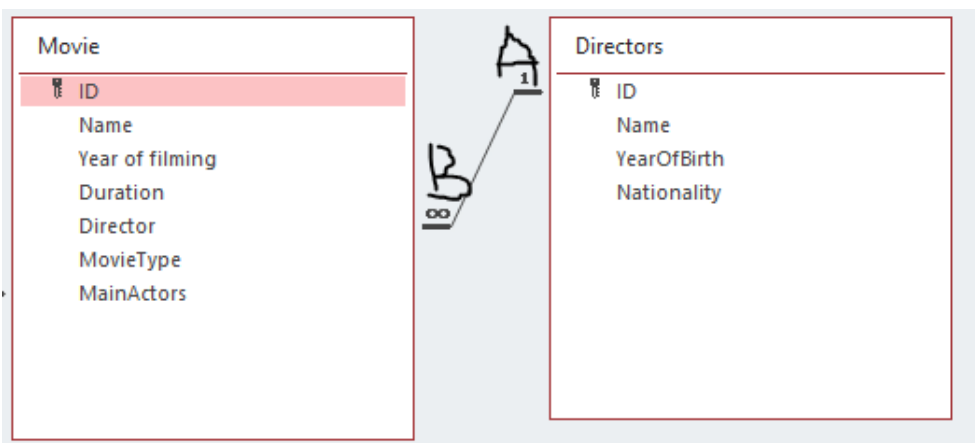 Movie
ID
Name
Year of filming
Duration
Director
MovieType
MainActors
A
1
B
∞
Directors
ID
Name
YearOfBirth
Nationality